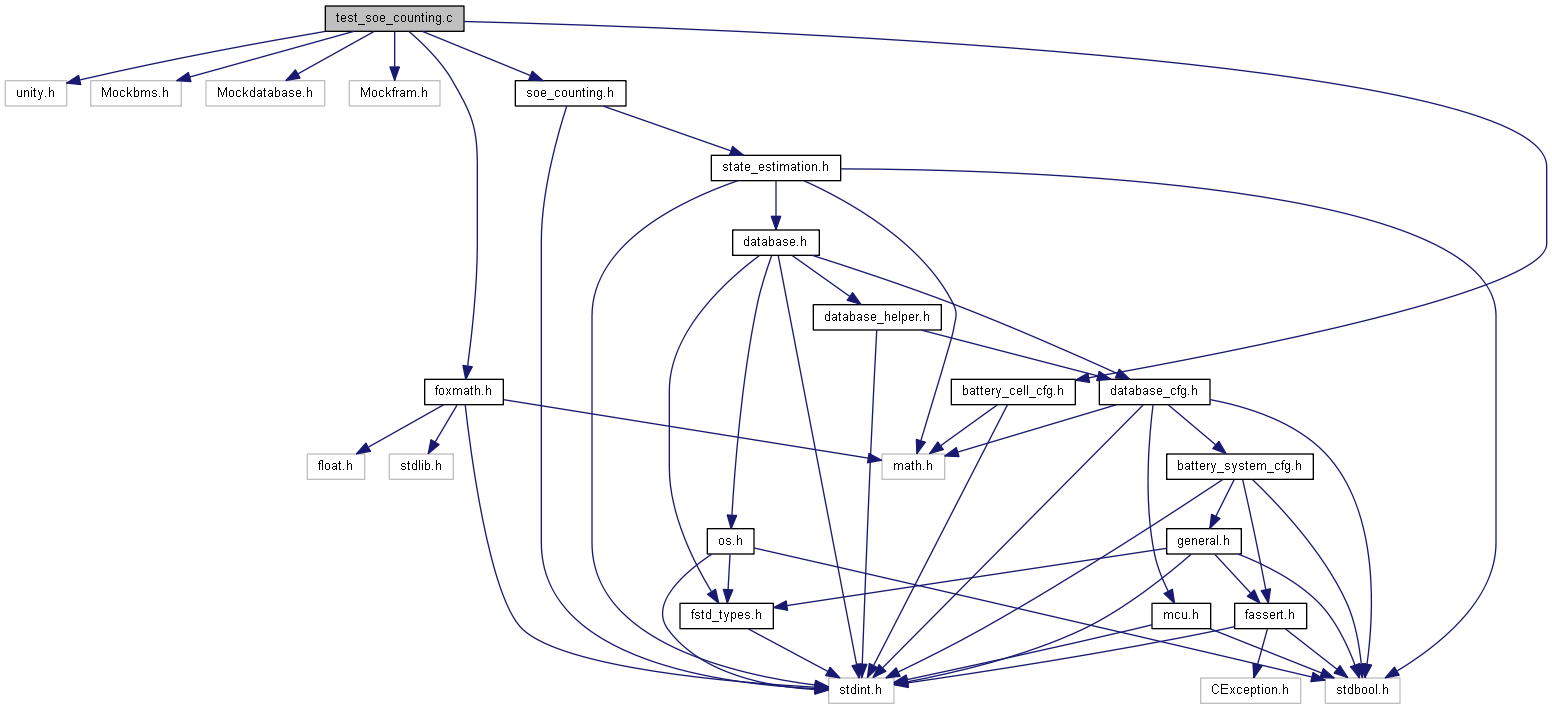 test_soe_counting.c
unity.h
Mockbms.h
Mockdatabase.h
Mockfram.h
soe_counting.h
state_estimation.h
database.h
database_helper.h
foxmath.h
battery_cell_cfg.h
database_cfg.h
float.h
stdlib.h
math.h
battery_system_cfg.h
os.h
general.h
fstd_types.h
mcu.h
fassert.h
stdint.h
CException.h
stdbool.h